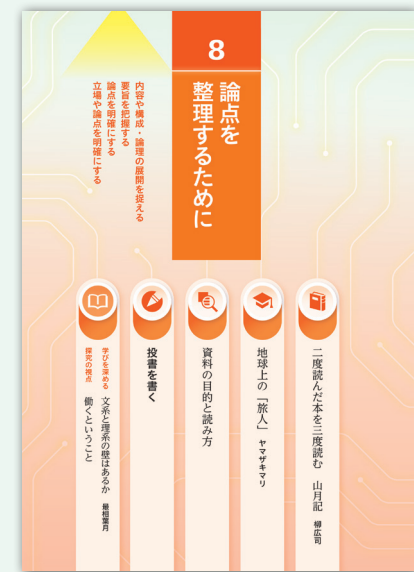 8
論点を
整理するために
内容や構成・論理の展開を捉える
要旨を把握する
論点を明確にする
立場や論点を明確にする
二度読んだ本を三度読む 山月記 柳広司
地球上の「旅人」 ヤマザキマリ
資料の目的と読み方
投書を書く
学びを深める 文系と理系の壁はあるか 最相葉月
探究の視点 働くということ